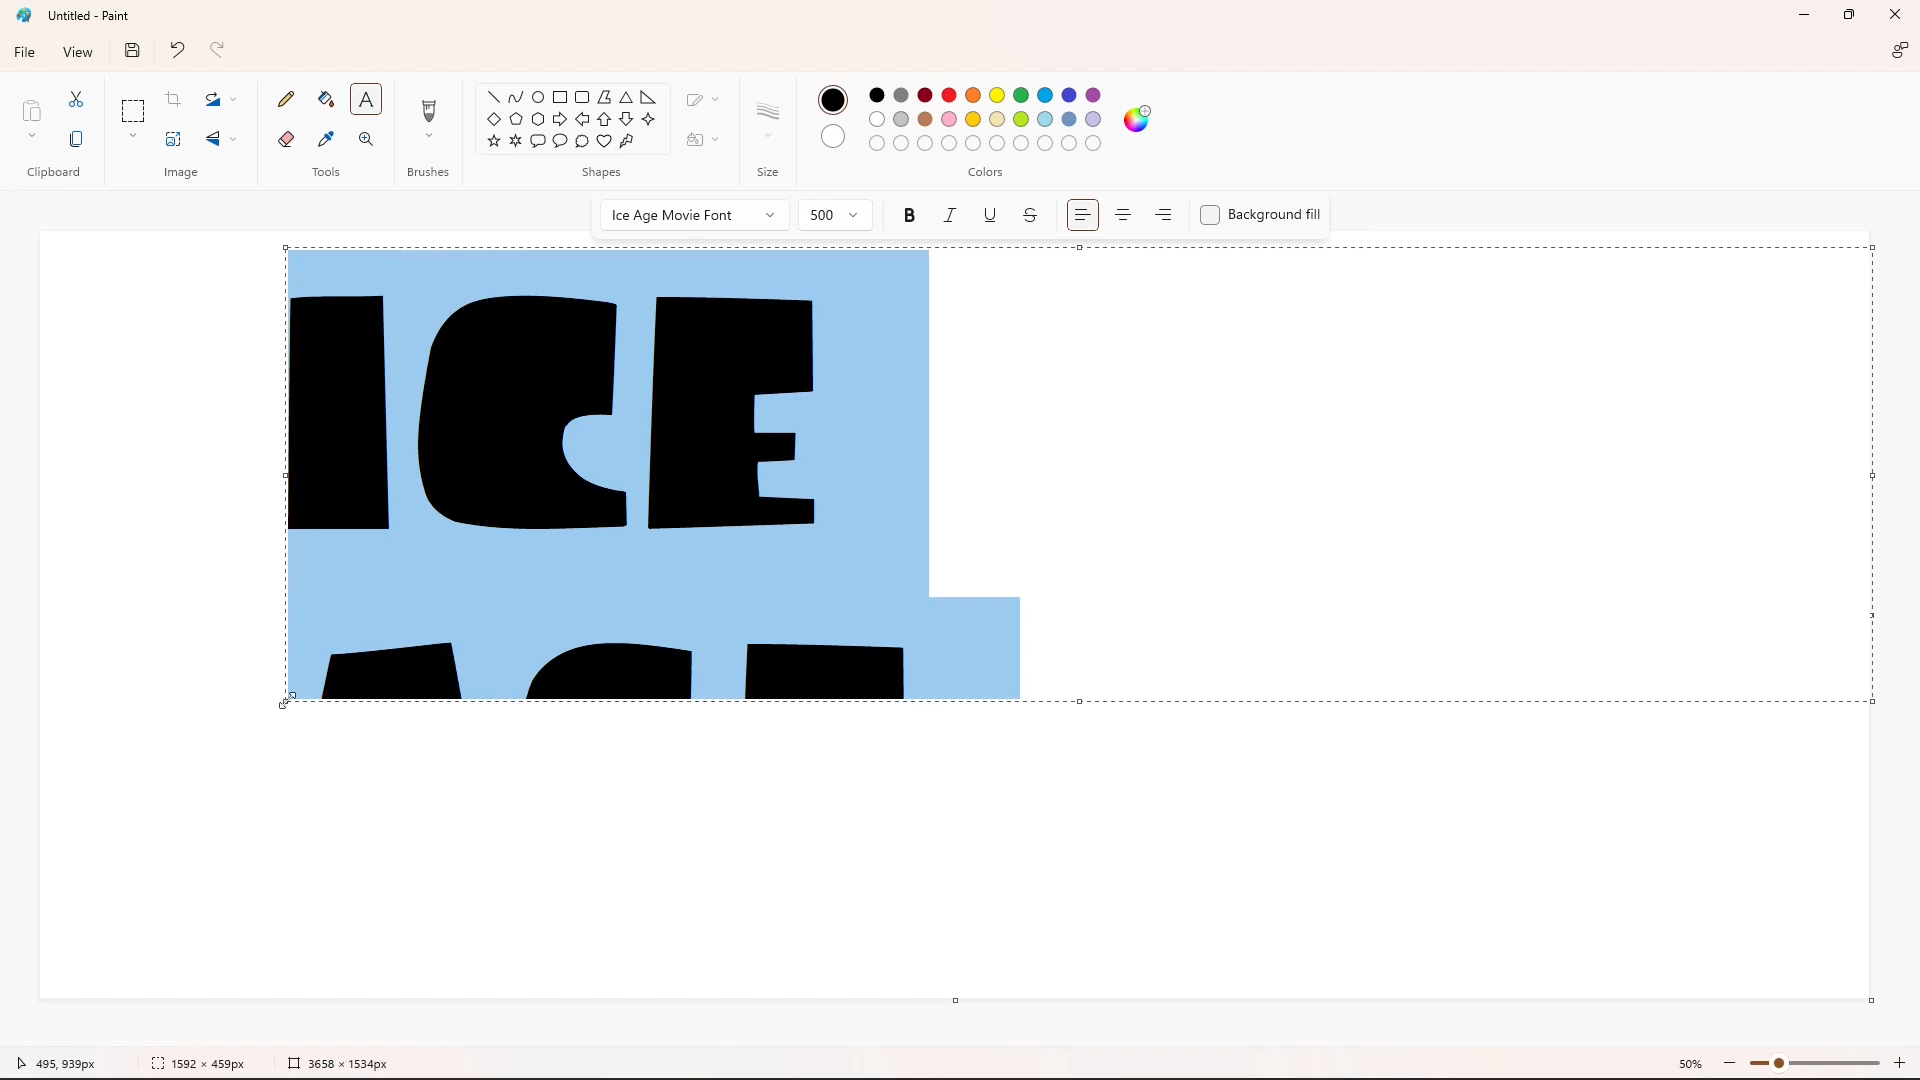 Untitled - Paint
File View
Clipboard Image Tools Brushes Shapes Size Colors
Ice Age Movie Font 500 B I U S Background fill
ICE
AGE
495, 939px 1592 × 459px 3658 × 1534px 50%